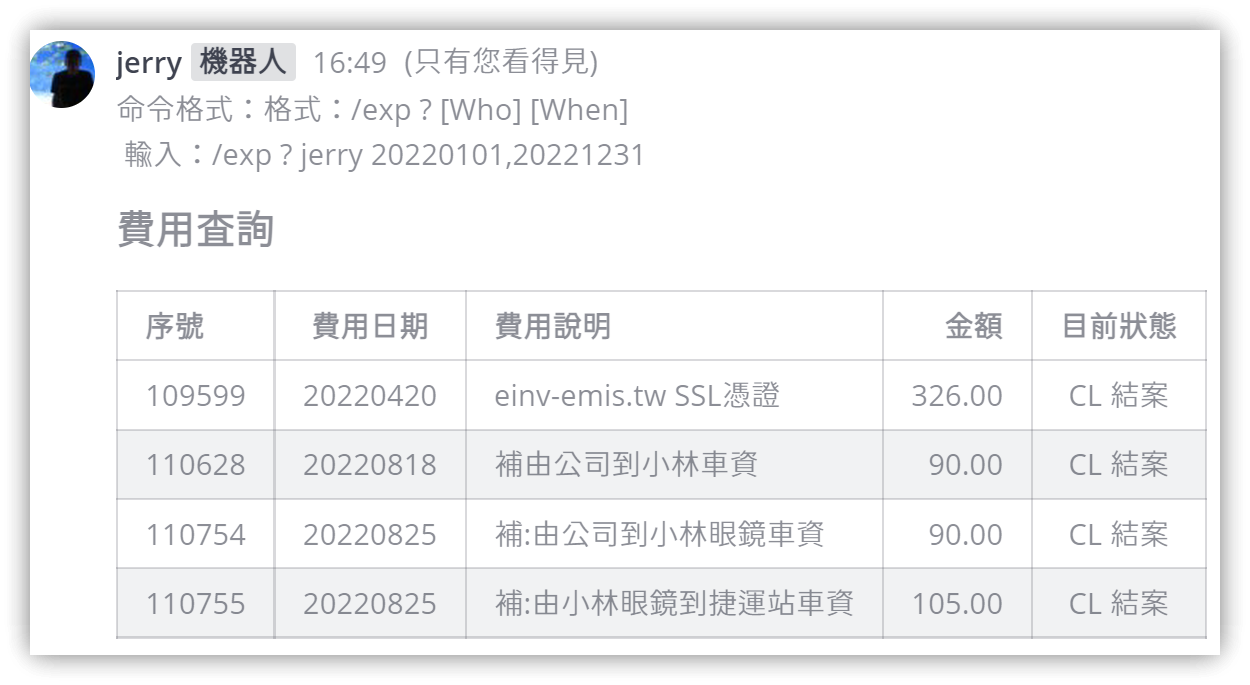 jerry 機器人 16:49 (只有您看得見)
命令格式：格式：/exp ? [Who] [When]
輸入：/exp ? jerry 20220101,20221231
費用查詢
序號 費用日期 費用說明 金額 目前狀態
109599 20220420 einv-emis.tw SSL憑證 326.00 CL 結案
110628 20220818 補由公司到小林車資 90.00 CL 結案
110754 20220825 補:由公司到小林眼鏡車資 90.00 CL 結案
110755 20220825 補:由小林眼鏡到捷運站車資 105.00 CL 結案